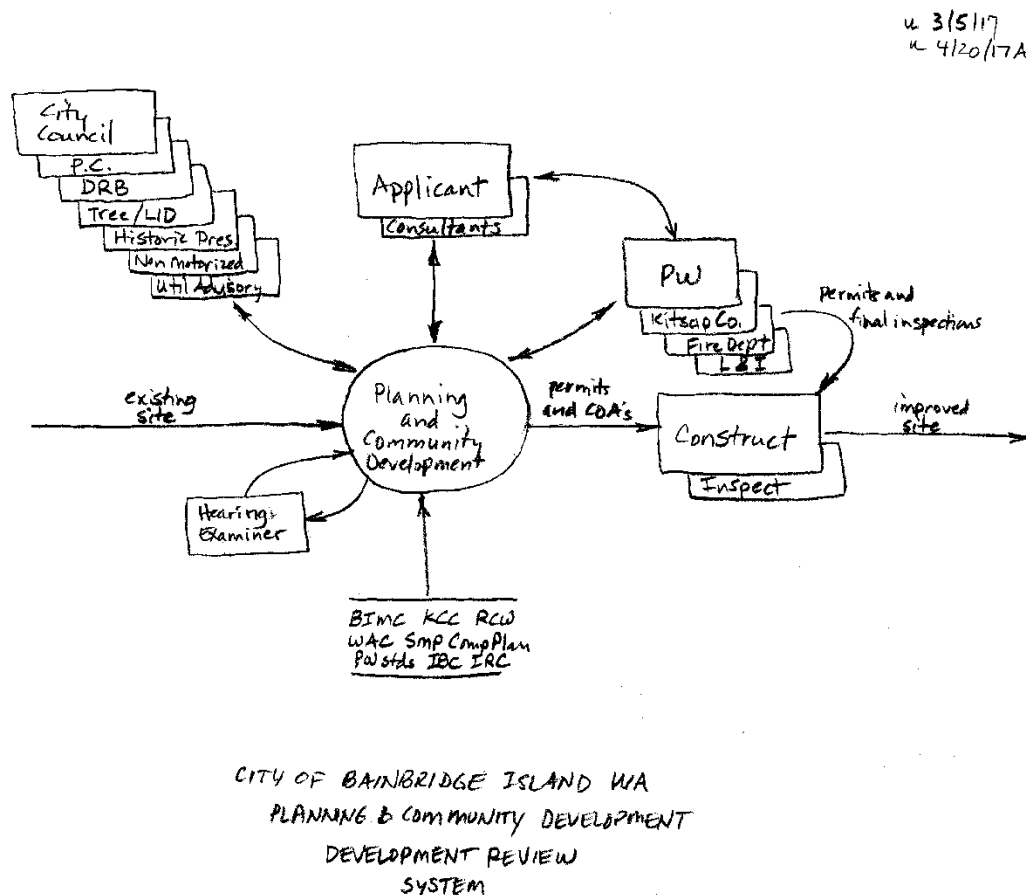 u 3/5/17
u 4/20/17A
City
Council
P.C.
DRB
Tree/LID
Historic Pres.
Non Motorized
Util Advisory
Applicant
Consultants
PW
Kitsap Co.
Fire Dept
L & I
permits and
final inspections
existing
site
Planning
and
Community
Development
permits
and COA's
Construct
Inspect
improved
site
Hearing
Examiner
BIMC KCC RCW
WAC SMP Comp Plan
PW stds IBC IRC
CITY OF BAINBRIDGE ISLAND WA
PLANNING & COMMUNITY DEVELOPMENT
DEVELOPMENT REVIEW
SYSTEM